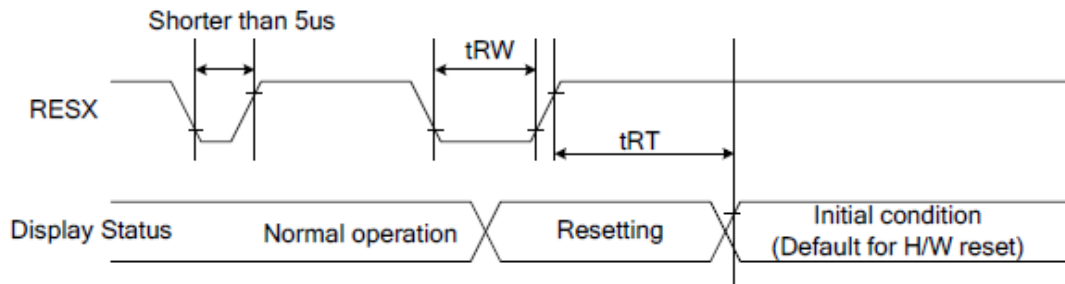 Shorter than 5us
tRW
RESX
tRT
Display Status
Normal operation
Resetting
Initial condition
(Default for H/W reset)